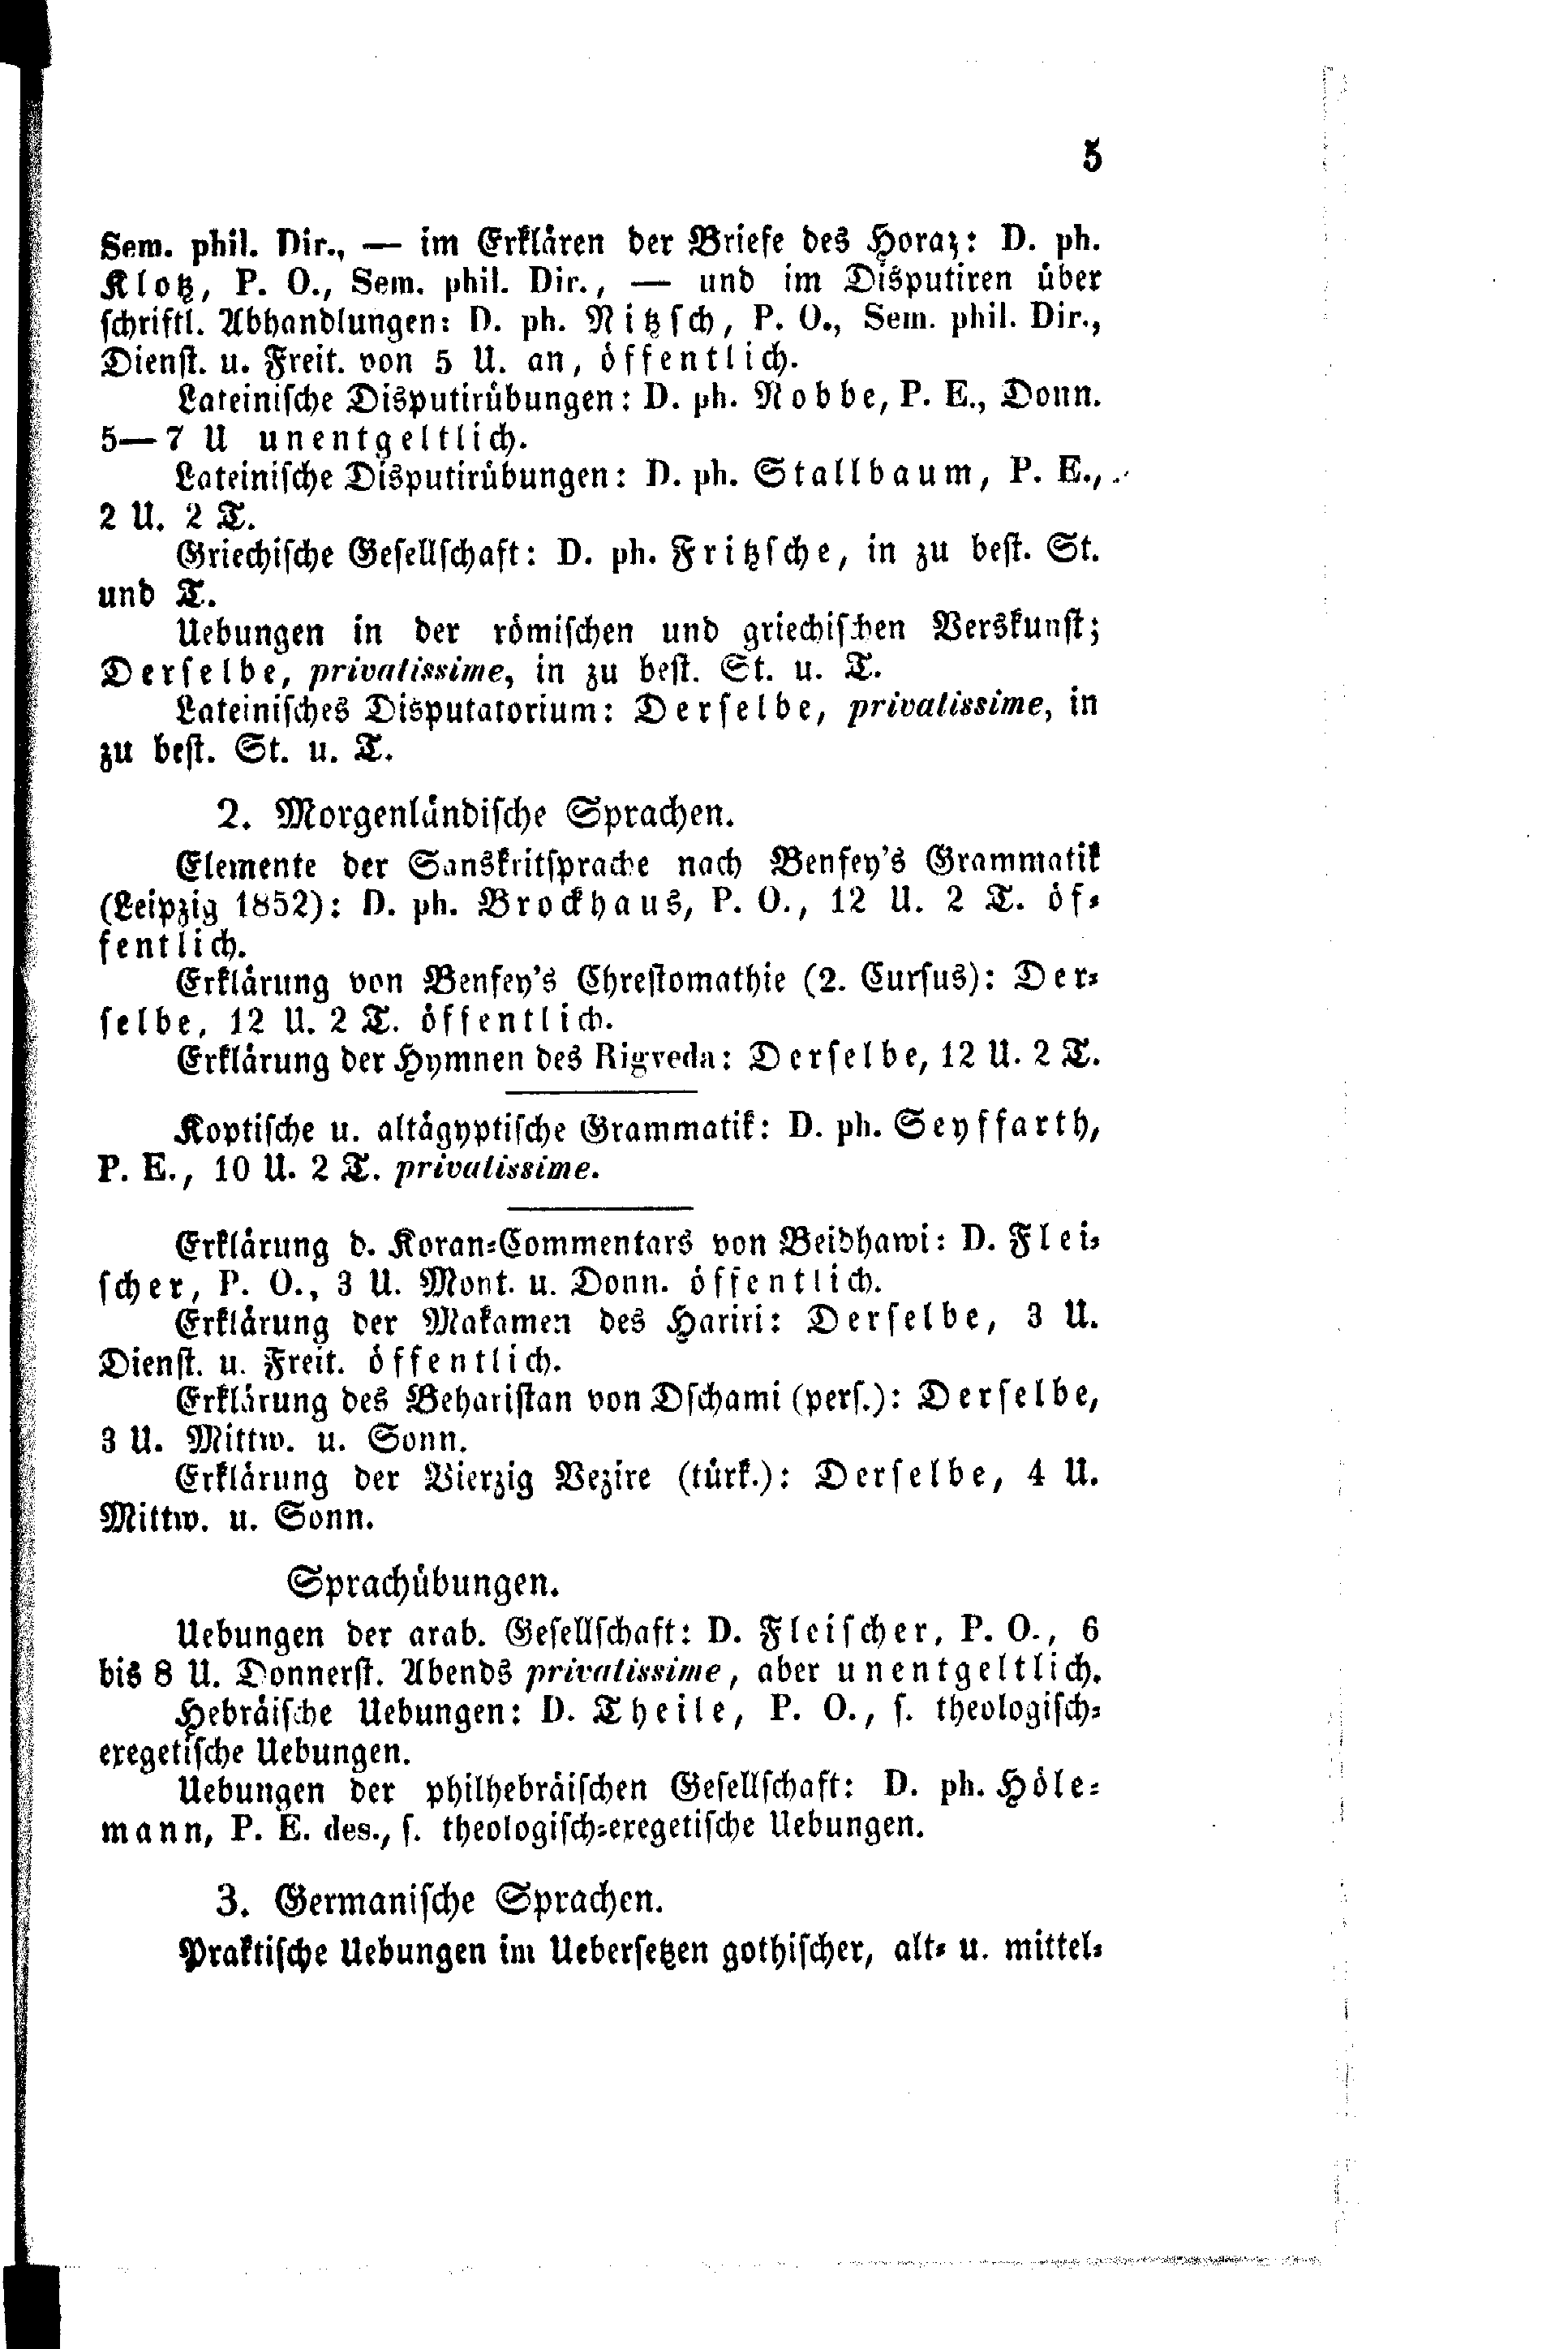 5
Sem. phil. Dir., — im Erklären der Briefe des Horaz: D. ph.
Klotz, P. O., Sem. phil. Dir., — und im Disputiren über
schriftl. Abhandlungen: D. ph. Nitzsch, P. O., Sem. phil. Dir.,
Dienst. u. Freit. von 5 U. an, öffentlich.
Lateinische Disputirübungen: D. ph. Nobbe, P. E., Donn.
5—7 U unentgeltlich.
Lateinische Disputirübungen: D. ph. Stallbaum, P. E.,
2 U. 2 T.
Griechische Gesellschaft: D. ph. Fritzsche, in zu best. St.
und T.
Uebungen in der römischen und griechischen Verskunst;
Derselbe, privatissime, in zu best. St. u. T.
Lateinisches Disputatorium: Derselbe, privatissime, in
zu best. St. u. T.
2. Morgenländische Sprachen.
Elemente der Sanskritsprache nach Benfey's Grammatik
(Leipzig 1852): D. ph. Brockhaus, P. O., 12 U. 2 T. öf-
fentlich.
Erklärung von Benfey's Chrestomathie (2. Cursus): Der-
selbe, 12 U. 2 T. öffentlich.
Erklärung der Hymnen des Rigveda: Derselbe, 12 U. 2 T.
Koptische u. altägyptische Grammatik: D. ph. Seyffarth,
P. E., 10 U. 2 T. privatissime.
Erklärung d. Koran-Commentars von Beidhawi: D. Flei-
scher, P. O., 3 U. Mont. u. Donn. öffentlich.
Erklärung der Makamen des Hariri: Derselbe, 3 U.
Dienst. u. Freit. öffentlich.
Erklärung des Beharistan von Dschami (pers.): Derselbe,
3 U. Mittw. u. Sonn.
Erklärung der Vierzig Vezire (türk.): Derselbe, 4 U.
Mittw. u. Sonn.
Sprachübungen.
Uebungen der arab. Gesellschaft: D. Fleischer, P. O., 6
bis 8 U. Donnerst. Abends privatissime, aber unentgeltlich.
Hebräische Uebungen: D. Theile, P. O., s. theologisch-
exegetische Uebungen.
Uebungen der philhebräischen Gesellschaft: D. ph. Höle-
mann, P. E. des., s. theologisch-exegetische Uebungen.
3. Germanische Sprachen.
Praktische Uebungen im Uebersetzen gothischer, alt- u. mittel-